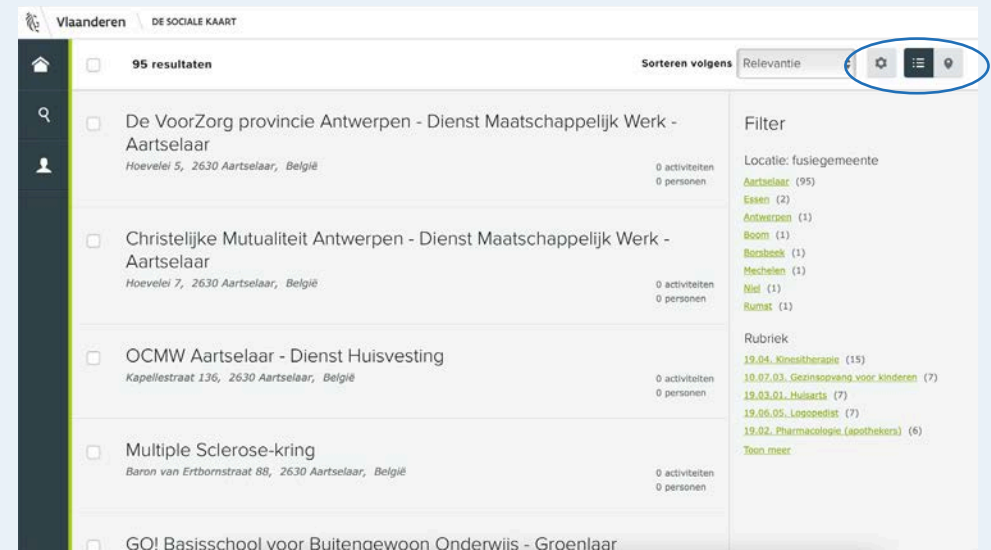 Vlaanderen DE SOCIALE KAART
95 resultaten
Sorteren volgens Relevantie
De VoorZorg provincie Antwerpen - Dienst Maatschappelijk Werk -
Aartselaar
Hoevelei 5, 2630 Aartselaar, België
0 activiteiten
0 personen
Christelijke Mutualiteit Antwerpen - Dienst Maatschappelijk Werk -
Aartselaar
Hoevelei 7, 2630 Aartselaar, België
0 activiteiten
0 personen
OCMW Aartselaar - Dienst Huisvesting
Kapellestraat 136, 2630 Aartselaar, België
0 activiteiten
0 personen
Multiple Sclerose-kring
Baron van Ertbornstraat 88, 2630 Aartselaar, België
0 activiteiten
0 personen
GO! Basisschool voor Buitengewoon Onderwijs - Groenlaar
Filter
Locatie: fusiegemeente
Aartselaar (95)
Essen (2)
Antwerpen (1)
Boom (1)
Borsbeek (1)
Mechelen (1)
Niel (1)
Rumst (1)
Rubriek
19.04. Kinesitherapie (15)
10.07.03. Gezinsopvang voor kinderen (7)
19.03.01. Huisarts (7)
19.06.05. Logopedist (7)
19.02. Pharmacologie (apothekers) (6)
Toon meer